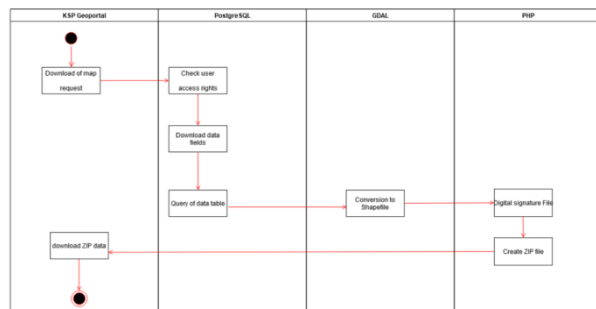 KSP Geoportal
PostgreSQL
GDAL
PHP
Download of map
request
Check user
access rights
Download data
fields
Query of data table
Conversion to
Shapefile
Digital signature File
Create ZIP file
download ZIP data